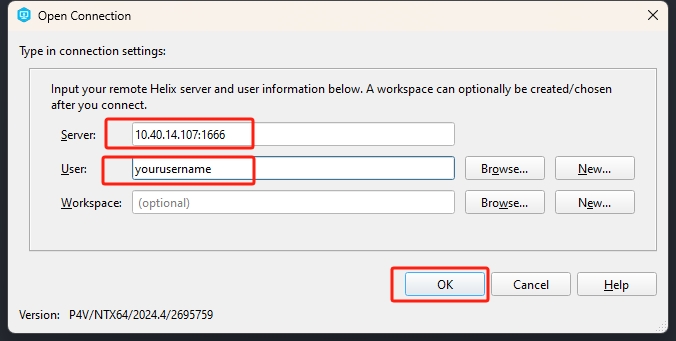 Open Connection
Type in connection settings:
Input your remote Helix server and user information below. A workspace can optionally be created/chosen
after you connect.
Server: 10.40.14.107:1666
User: yourusername Browse... New...
Workspace: (optional) Browse... New...
OK Cancel Help
Version: P4V/NTX64/2024.4/2695759